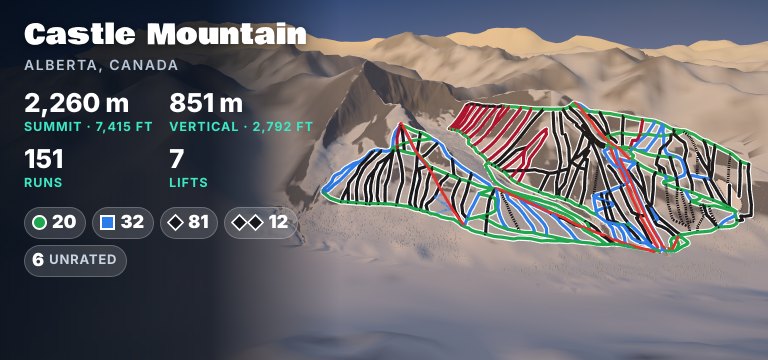 Castle Mountain
ALBERTA, CANADA
2,260 m 851 m
SUMMIT · 7,415 FT VERTICAL · 2,792 FT
151 7
RUNS LIFTS
20 32 81 12
6 UNRATED